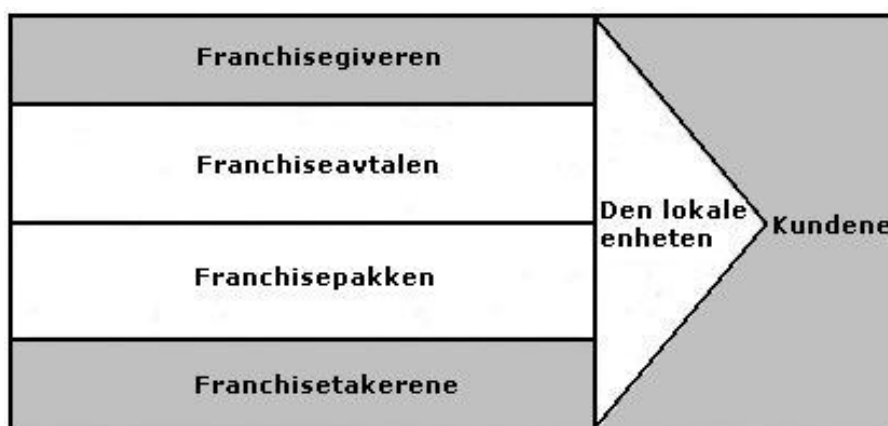 Franchisegiveren
Franchiseavtalen
Franchisepakken
Franchisetakerene
Den lokale
enheten
Kundene